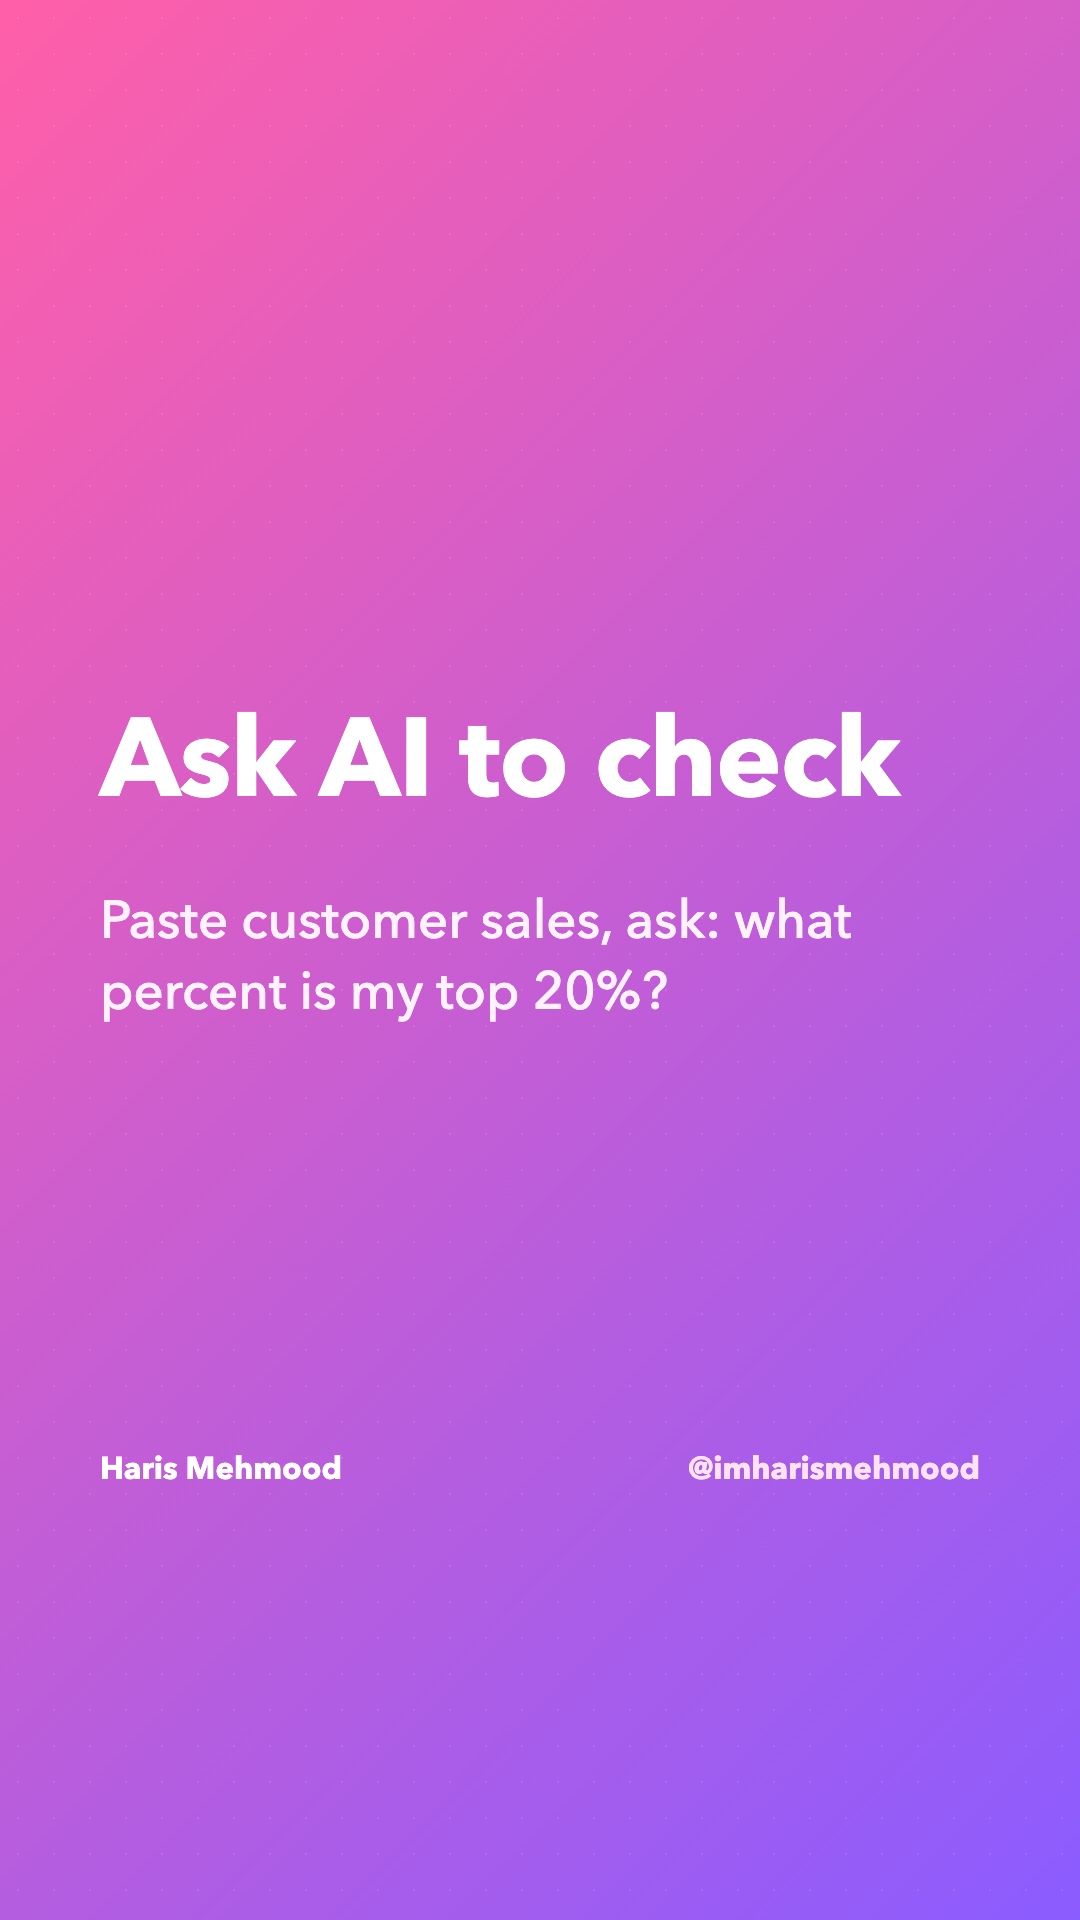 Ask AI to check
Paste customer sales, ask: what
percent is my top 20%?
Haris Mehmood
@imharismehmood